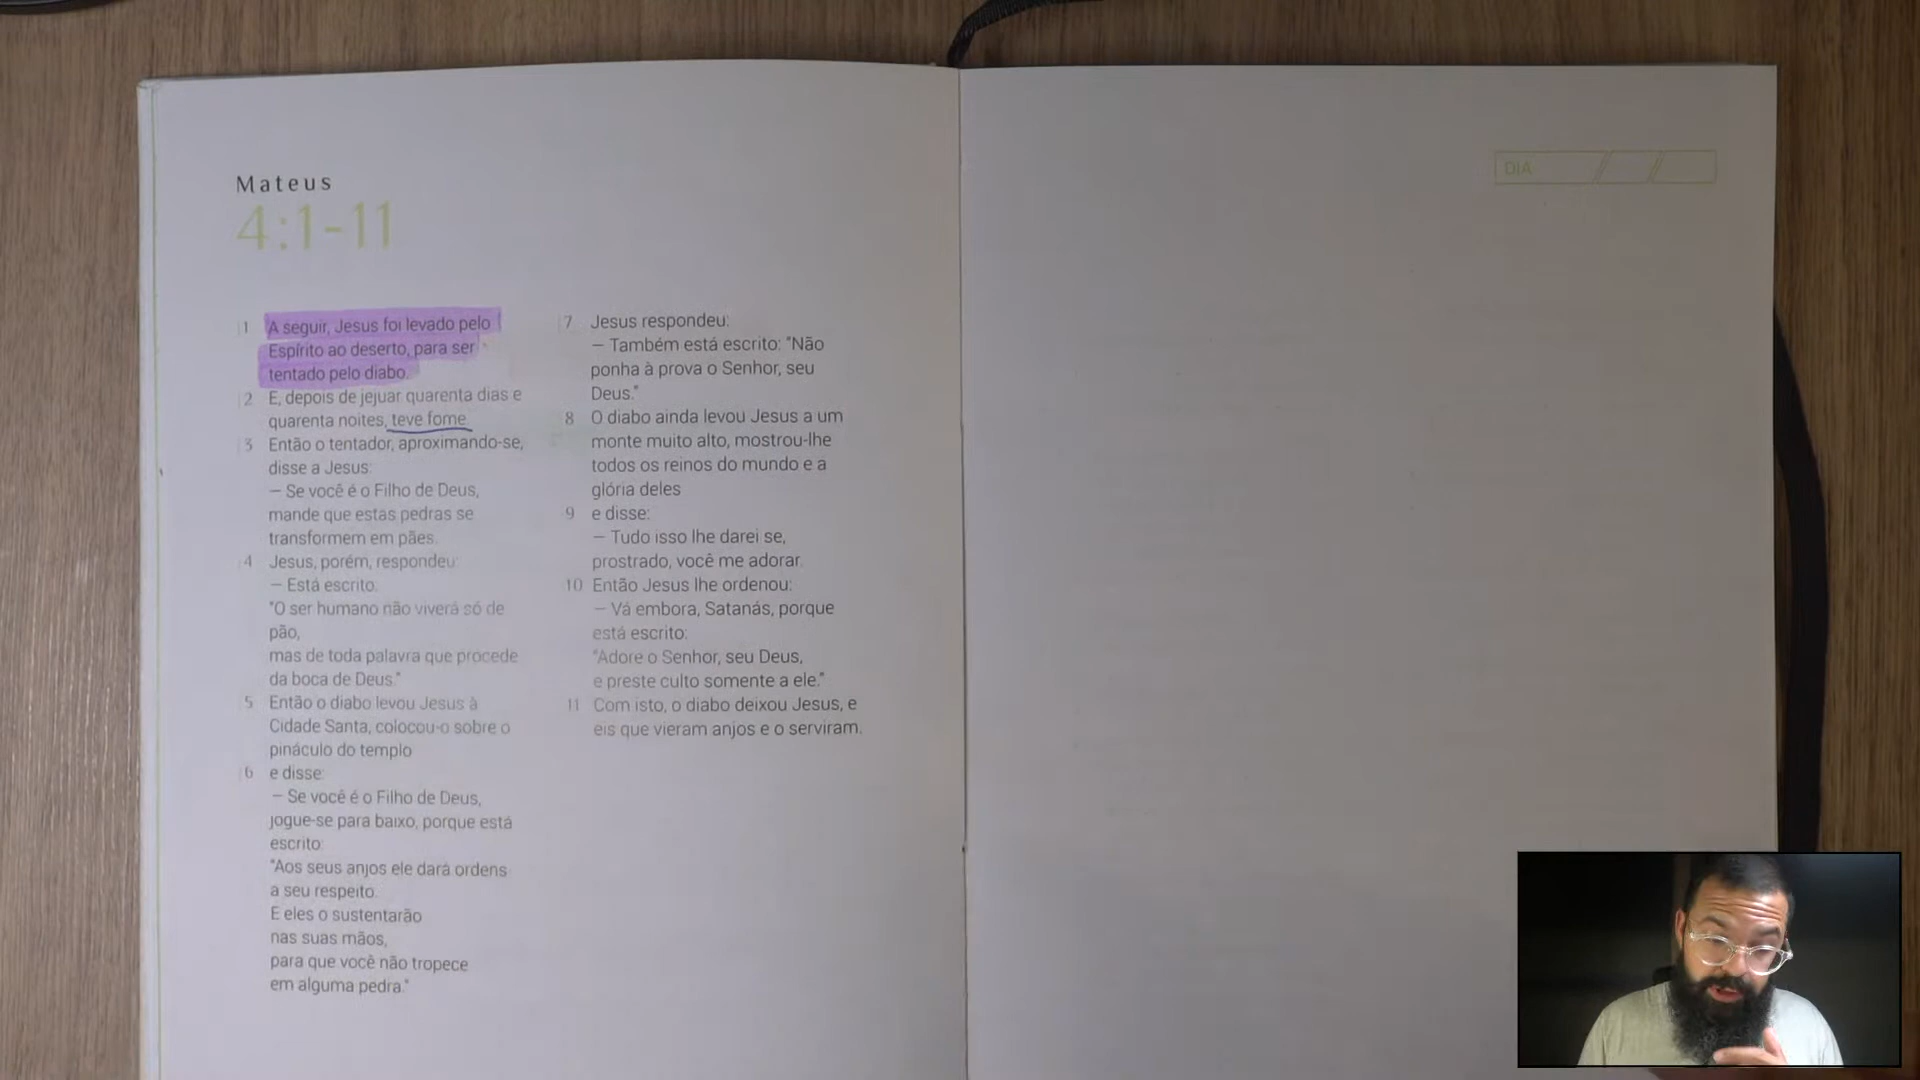 Mateus
4:1-11
1 A seguir, Jesus foi levado pelo
Espírito ao deserto, para ser
tentado pelo diabo.
2 E, depois de jejuar quarenta dias e
quarenta noites, teve fome.
3 Então o tentador, aproximando-se,
disse a Jesus:
— Se você é o Filho de Deus,
mande que estas pedras se
transformem em pães.
4 Jesus, porém, respondeu:
— Está escrito:
"O ser humano não viverá só de
pão,
mas de toda palavra que procede
da boca de Deus."
5 Então o diabo levou Jesus à
Cidade Santa, colocou-o sobre o
pináculo do templo
6 e disse:
— Se você é o Filho de Deus,
jogue-se para baixo, porque está
escrito:
"Aos seus anjos ele dará ordens
a seu respeito.
E eles o sustentarão
nas suas mãos,
para que você não tropece
em alguma pedra."
7 Jesus respondeu:
— Também está escrito: "Não
ponha à prova o Senhor, seu
Deus."
8 O diabo ainda levou Jesus a um
monte muito alto, mostrou-lhe
todos os reinos do mundo e a
glória deles
9 e disse:
— Tudo isso lhe darei se,
prostrado, você me adorar.
10 Então Jesus lhe ordenou:
— Vá embora, Satanás, porque
está escrito:
"Adore o Senhor, seu Deus,
e preste culto somente a ele."
11 Com isto, o diabo deixou Jesus, e
eis que vieram anjos e o serviram.
DIA / /